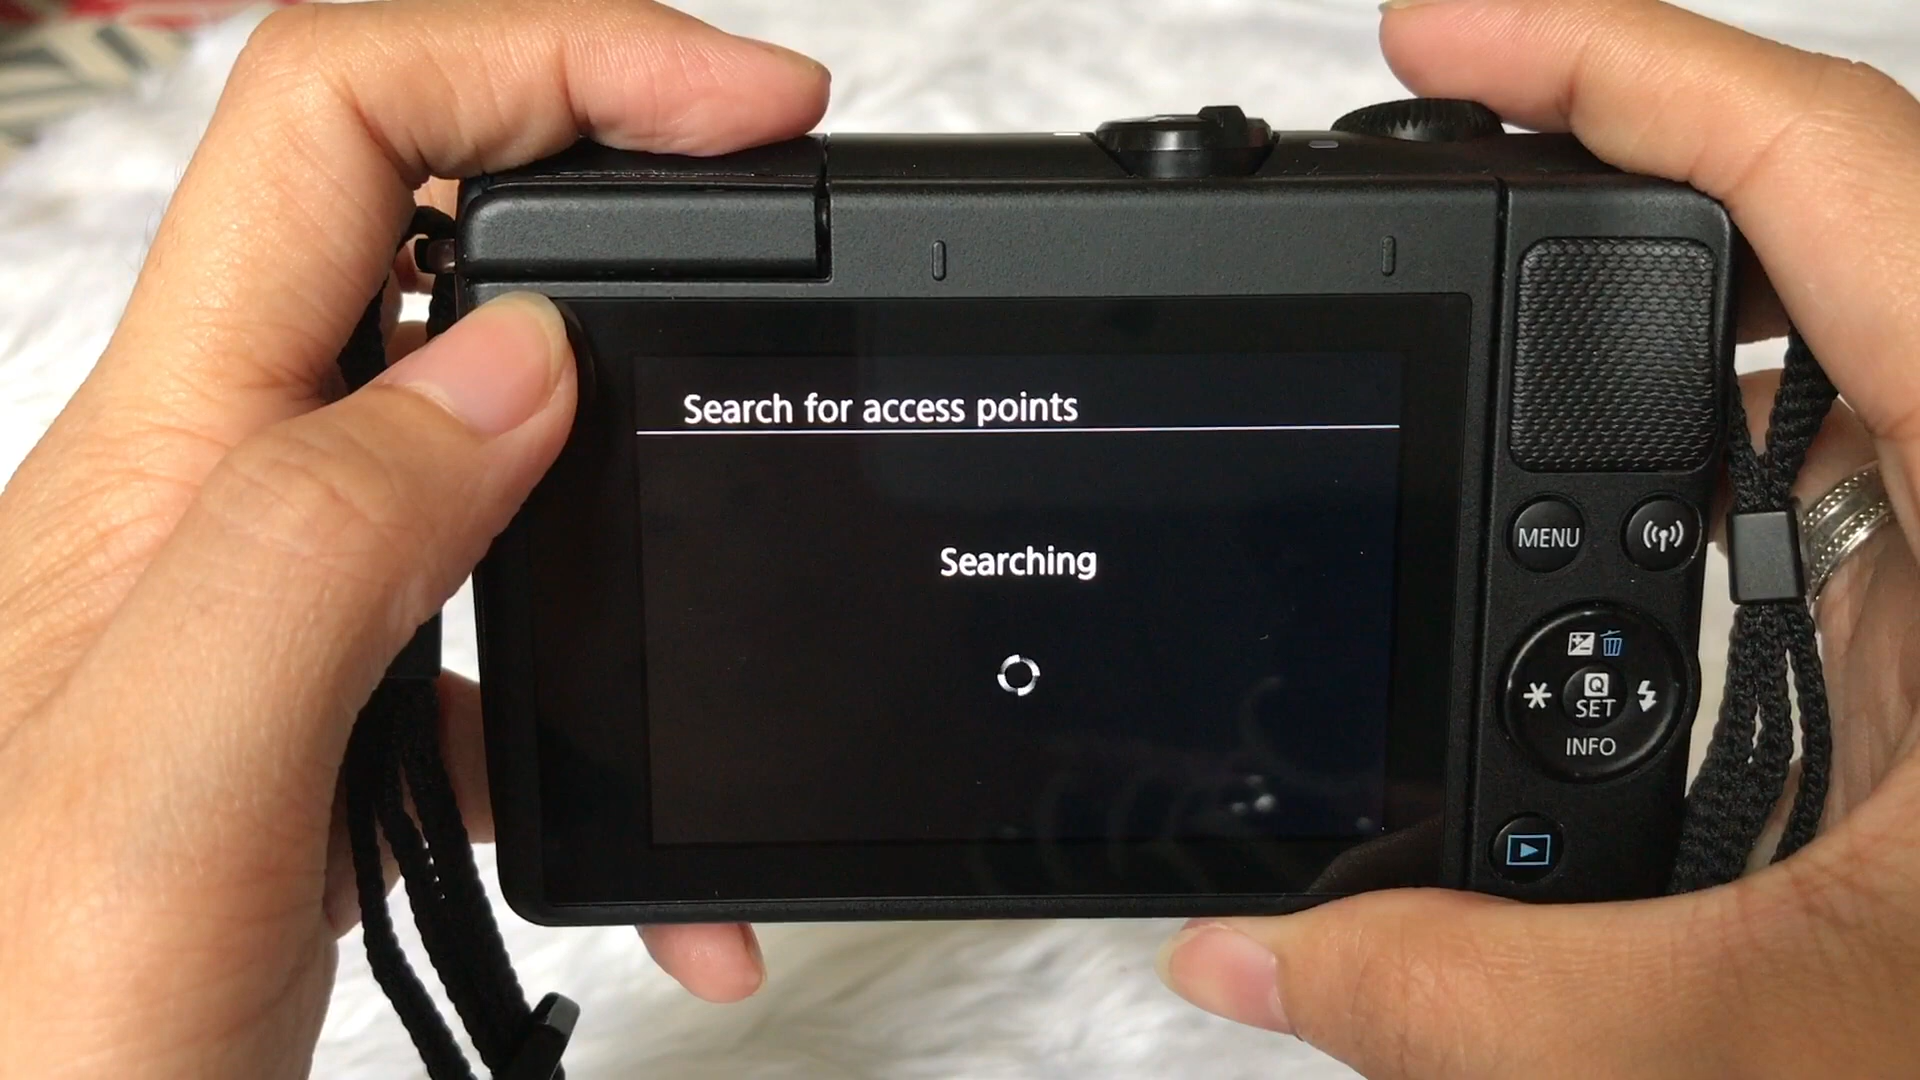 Search for access points
Searching
MENU
Q
SET
INFO